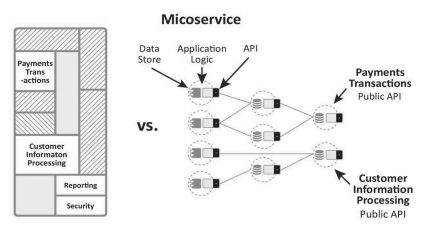 Micoservice
Payments
Trans
-actions
Customer
Informaton
Processing
Reporting
Security
vs.
Data
Store
Application
Logic
API
Payments
Transactions
Public API
Customer
Information
Processing
Public API